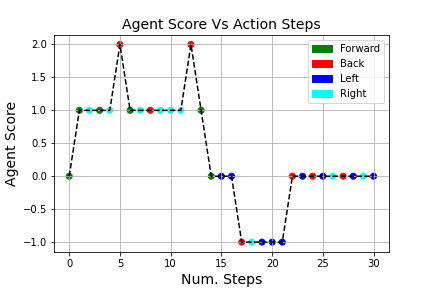 Agent Score Vs Action Steps
Forward
Back
Left
Right
2.0
1.5
1.0
0.5
0.0
−0.5
−1.0
Agent Score
0 5 10 15 20 25 30
Num. Steps